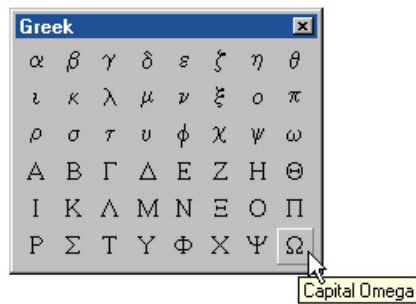 Greek
α β γ δ ε ζ η θ
ι κ λ μ ν ξ ο π
ρ σ τ υ φ χ ψ ω
Α Β Γ Δ Ε Ζ Η Θ
Ι Κ Λ Μ Ν Ξ Ο Π
Ρ Σ Τ Υ Φ Χ Ψ Ω
Capital Omega